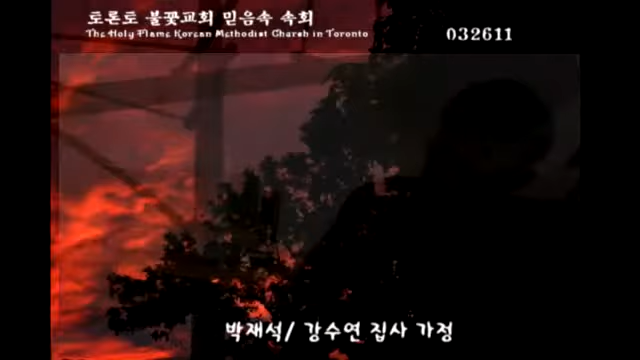 토론토 불꽃교회 믿음속 속회
The Holy Flame Korean Methodist Church in Toronto
032611
박재석/ 강수연 집사 가정